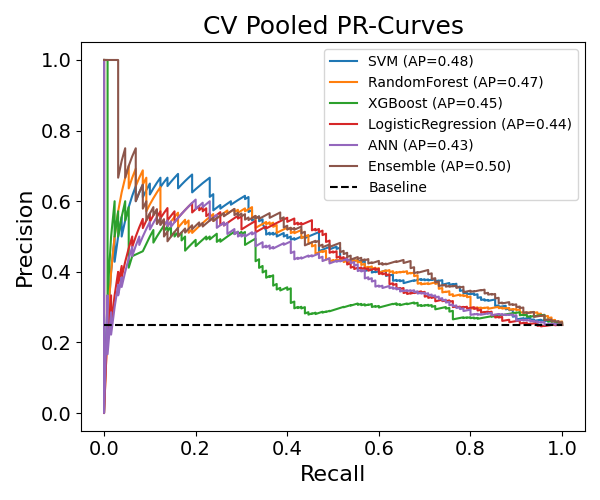 CV Pooled PR-Curves
SVM (AP=0.48)
RandomForest (AP=0.47)
XGBoost (AP=0.45)
LogisticRegression (AP=0.44)
ANN (AP=0.43)
Ensemble (AP=0.50)
Baseline
Precision
1.0
0.8
0.6
0.4
0.2
0.0
0.0 0.2 0.4 0.6 0.8 1.0
Recall